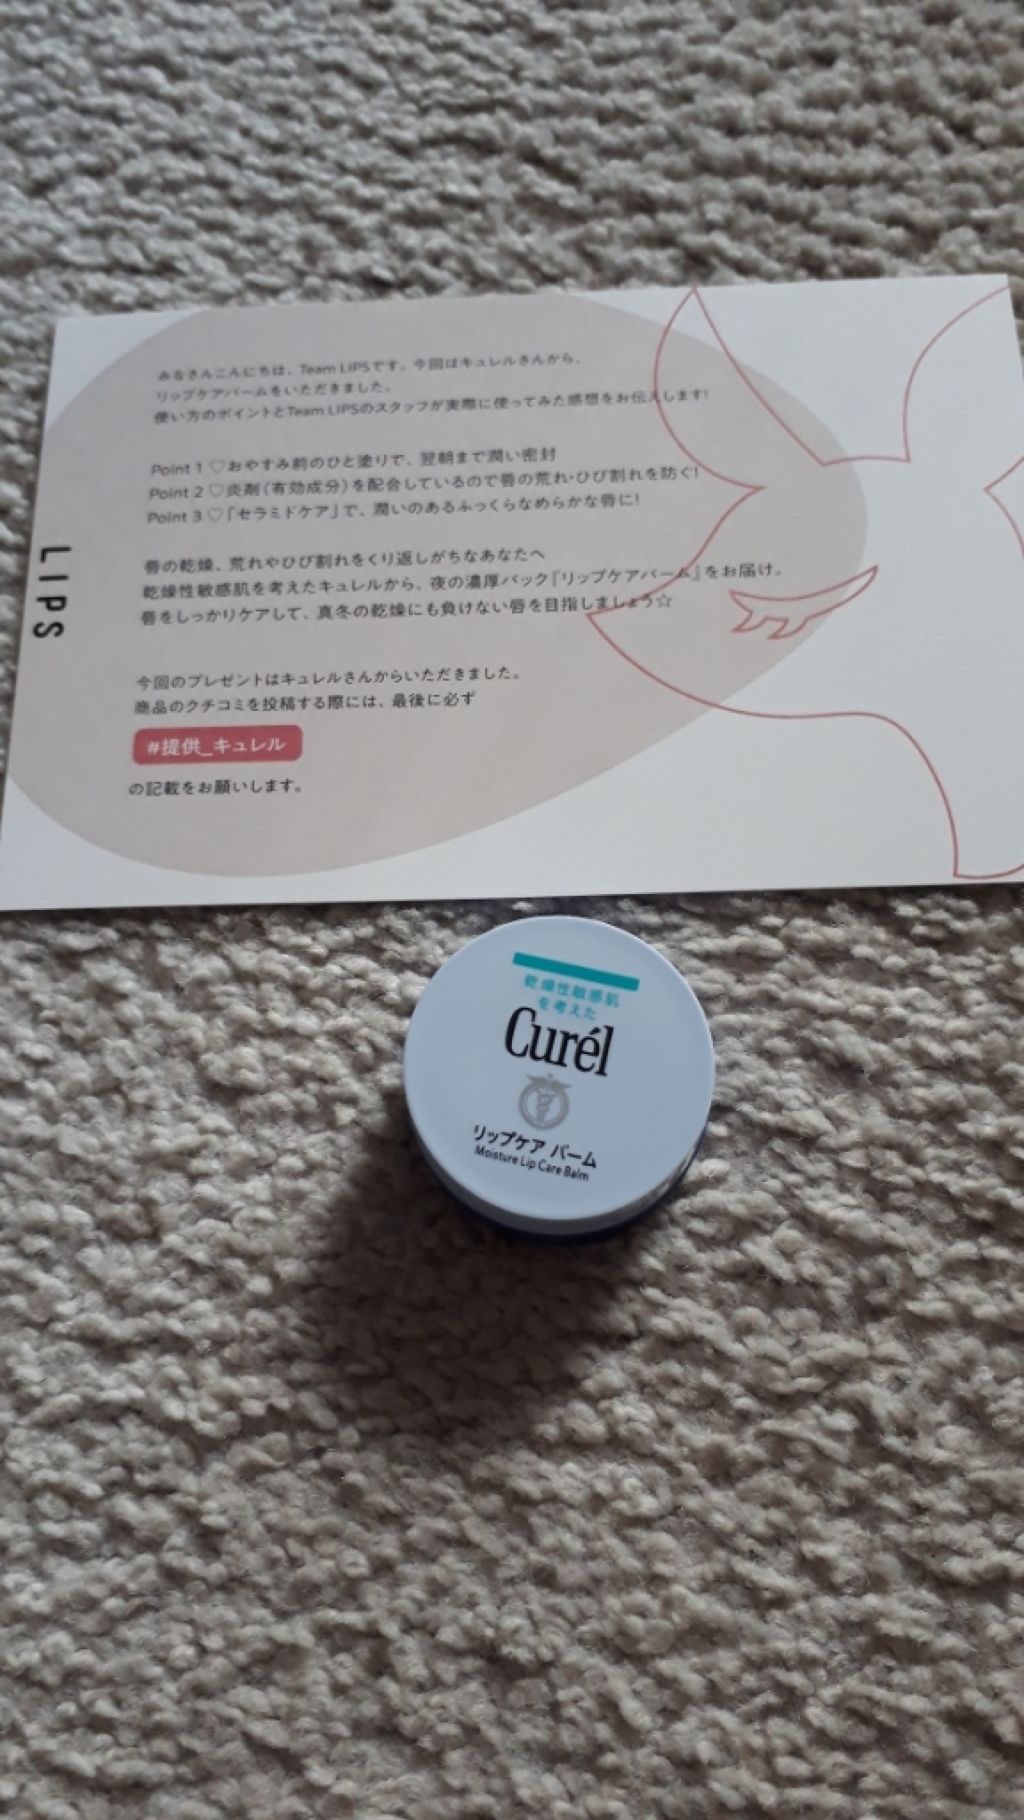 みなさんこんにちは、Team LIPSです。今回はキュレルさんから、
リップケアバームをいただきました。
使い方のポイントとTeam LIPSのスタッフが実際に使ってみた感想をお伝えします!
Point 1 ♡おやすみ前のひと塗りで、翌朝まで潤い密封
Point 2 ♡炎剤(有効成分)を配合しているので唇の荒れ・ひび割れを防ぐ!
Point 3 ♡「セラミドケア」で、潤いのあるふっくらなめらかな唇に!
唇の乾燥、荒れやひび割れをくり返しがちなあなたへ
乾燥性敏感肌を考えたキュレルから、夜の濃厚パック『リップケアバーム』をお届け。
唇をしっかりケアして、真冬の乾燥にも負けない唇を目指しましょう☆
今回のプレゼントはキュレルさんからいただきました。
商品のクチコミを投稿する際には、最後に必ず
#提供_キュレル
の記載をお願いします。
LIPS
乾燥性敏感肌
を考えた
Curél
リップケア バーム
Moisture Lip Care Balm